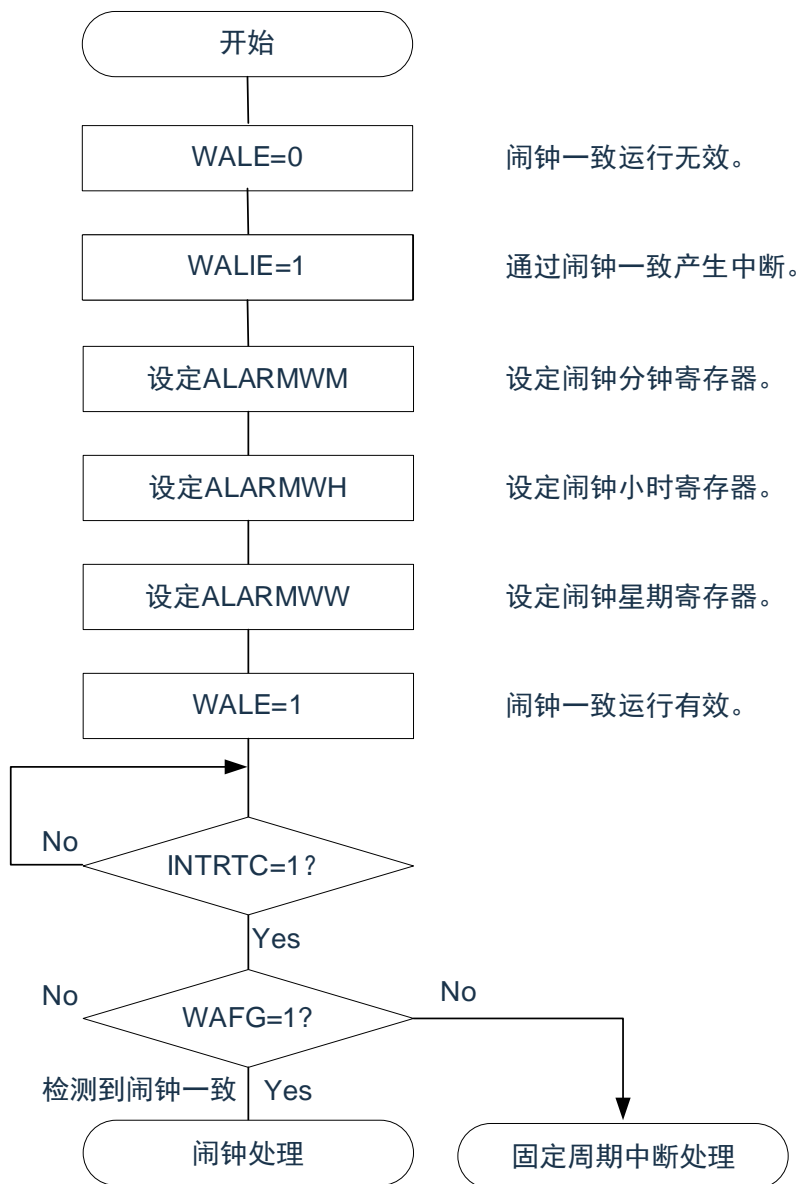 开始
WALE=0
闹钟一致运行无效。
WALIE=1
通过闹钟一致产生中断。
设定ALARMWM
设定闹钟分钟寄存器。
设定ALARMWH
设定闹钟小时寄存器。
设定ALARMWW
设定闹钟星期寄存器。
WALE=1
闹钟一致运行有效。
No
INTRTC=1?
Yes
No
WAFG=1?
No
检测到闹钟一致 Yes
闹钟处理
固定周期中断处理